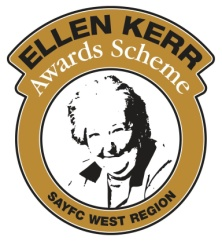 ELLEN KERR
Awards Scheme
SAYFC WEST REGION